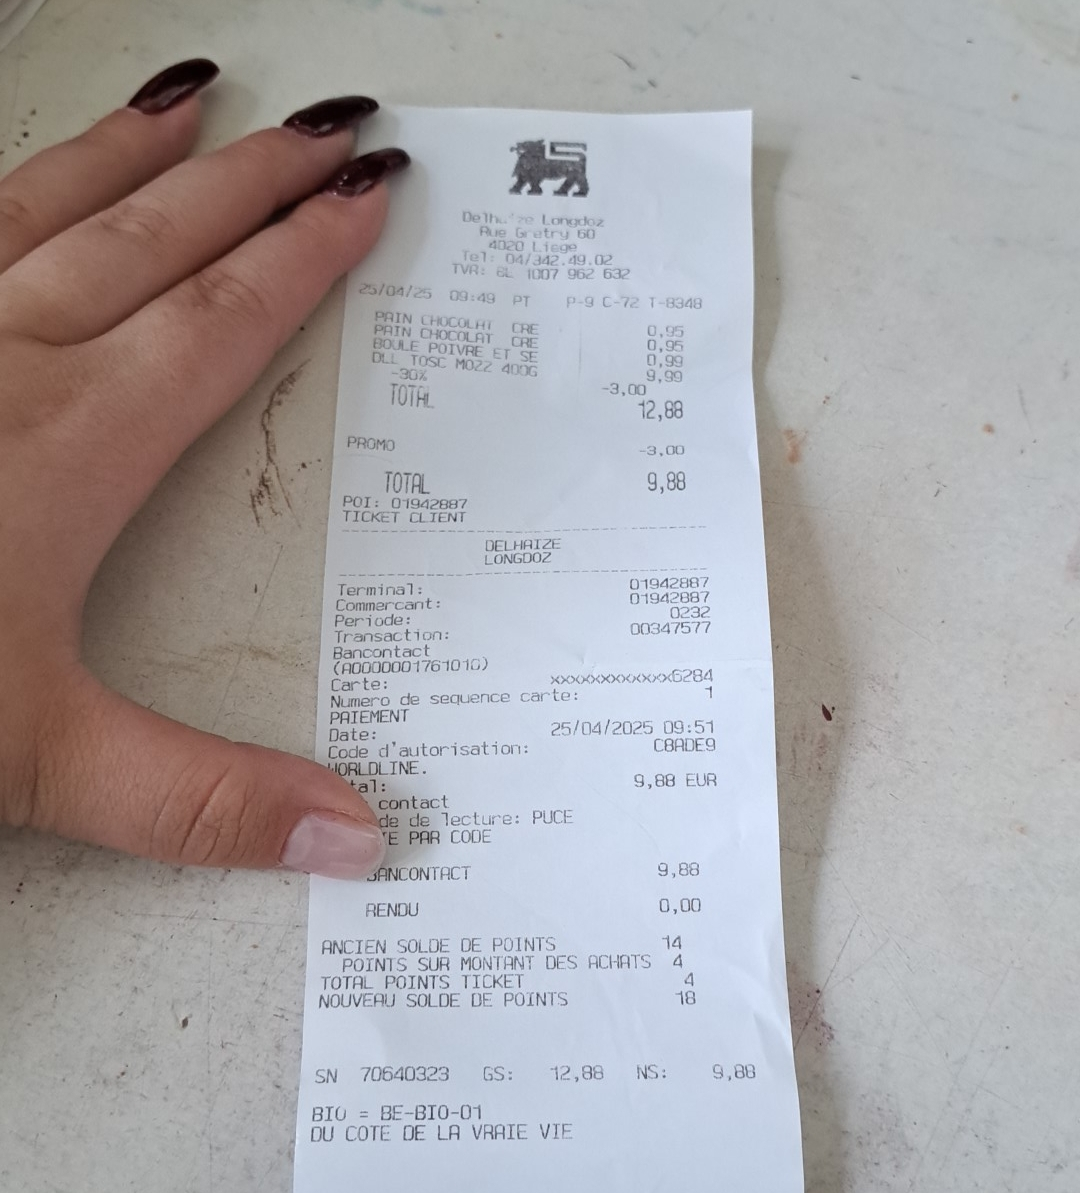 Delhaize Longdoz
Rue Gretry 60
4020 Liege
Tel: 04/342.49.02
TVA: BE 1007 962 632
25/04/25 09:49 PT P-9 C-72 T-8348
PAIN CHOCOLAT CRE 0,95
PAIN CHOCOLAT CRE 0,95
BOULE POIVRE ET SE 0,99
DLL TOSC MOZZ 400G 9,99
-30% -3,00
TOTAL 12,88
PROMO -3,00
TOTAL 9,88
POI: 01942887
TICKET CLIENT
DELHAIZE
LONGDOZ
Terminal: 01942887
Commercant: 01942887
Periode: 0232
Transaction: 00347577
Bancontact
(A0000001761010)
Carte: xxxxxxxxxxxxx6284
Numero de sequence carte: 1
PAIEMENT
Date: 25/04/2025 09:51
Code d'autorisation: C8ADE9
WORLDLINE.
tal: 9,88 EUR
contact
de de lecture: PUCE
TE PAR CODE
BANCONTACT 9,88
RENDU 0,00
ANCIEN SOLDE DE POINTS 14
POINTS SUR MONTANT DES ACHATS 4
TOTAL POINTS TICKET 4
NOUVEAU SOLDE DE POINTS 18
SN 70640323 GS: 12,88 NS: 9,88
BIO = BE-BIO-01
DU COTE DE LA VRAIE VIE